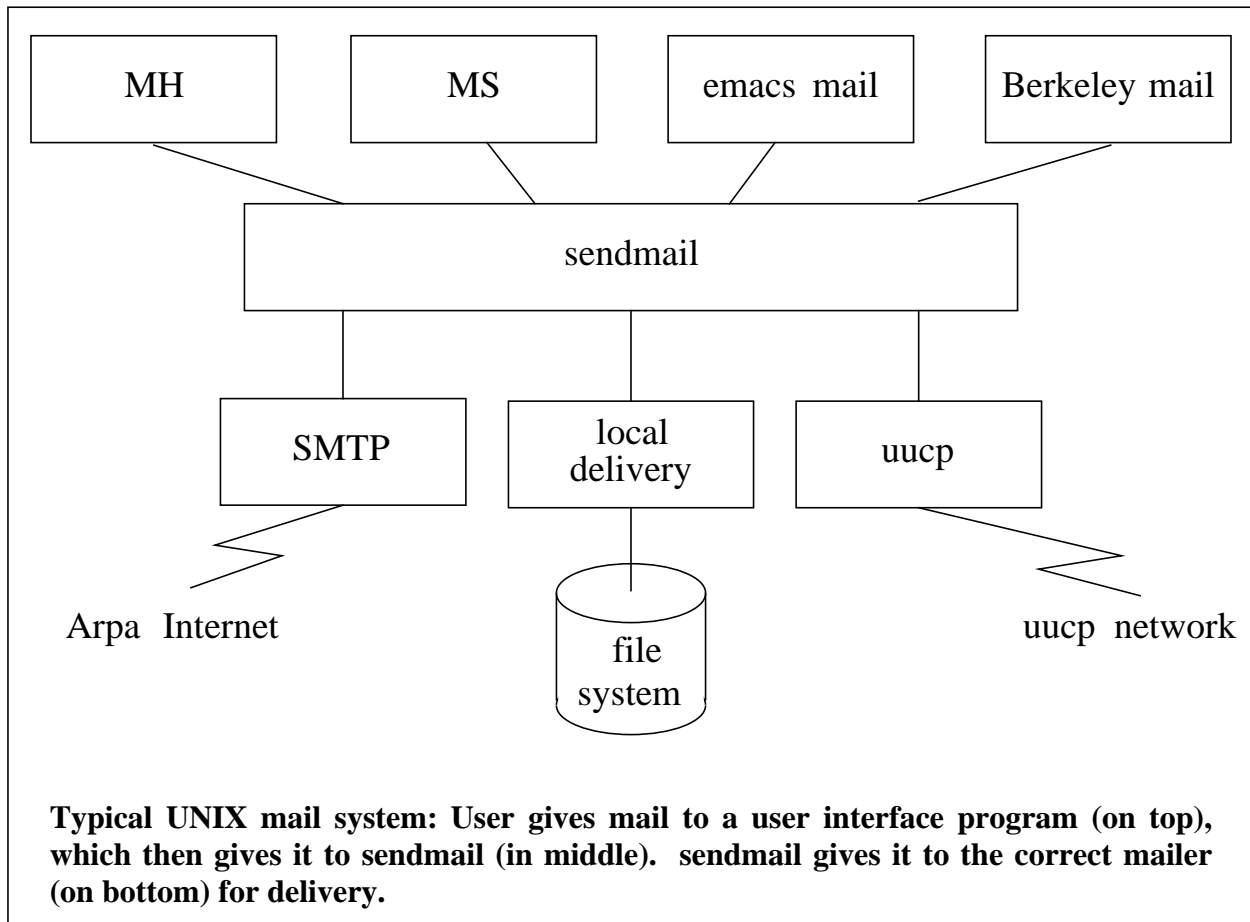 MH
MS
emacs mail
Berkeley mail
sendmail
SMTP
local
delivery
uucp
Arpa Internet
file
system
uucp network
Typical UNIX mail system: User gives mail to a user interface program (on top),
which then gives it to sendmail (in middle). sendmail gives it to the correct mailer
(on bottom) for delivery.